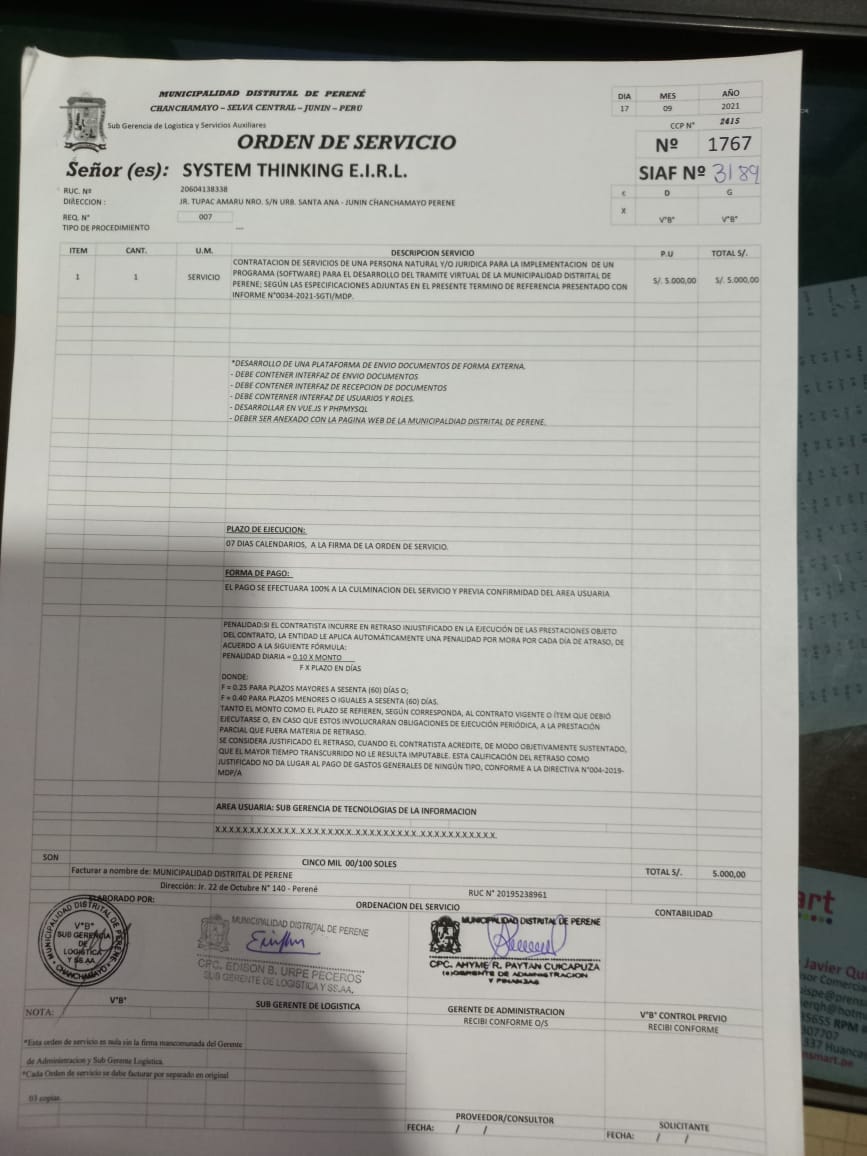 MUNICIPALIDAD DISTRITAL DE PERENÉ
CHANCHAMAYO – SELVA CENTRAL – JUNIN – PERU
Sub Gerencia de Logística y Servicios Auxiliares
ORDEN DE SERVICIO
DIA MES AÑO
17 09 2021
CCP N° 2615
Nº 1767
Señor (es): SYSTEM THINKING E.I.R.L.
SIAF Nº 3189
RUC. Nº 20604138338
DIRECCION : JR. TUPAC AMARU NRO. S/N URB. SANTA ANA - JUNIN CHANCHAMAYO PERENE
REQ. N° 007
TIPO DE PROCEDIMIENTO ---
C D G
X V°B° V°B°
ITEM CANT. U.M. DESCRIPCION SERVICIO P.U TOTAL S/.
1 1 SERVICIO S/. 5.000,00 S/. 5.000,00
CONTRATACION DE SERVICIOS DE UNA PERSONA NATURAL Y/O JURIDICA PARA LA IMPLEMENTACION DE UN
PROGRAMA (SOFTWARE) PARA EL DESARROLLO DEL TRAMITE VIRTUAL DE LA MUNICIPALIDAD DISTRITAL DE
PERENE; SEGÚN LAS ESPECIFICACIONES ADJUNTAS EN EL PRESENTE TERMINO DE REFERENCIA PRESENTADO CON
INFORME N°0034-2021-SGTI/MDP.
*DESARROLLO DE UNA PLATAFORMA DE ENVIO DOCUMENTOS DE FORMA EXTERNA.
- DEBE CONTENER INTERFAZ DE ENVIO DOCUMENTOS
- DEBE CONTENER INTERFAZ DE RECEPCION DE DOCUMENTOS
- DEBE CONTERNER INTERFAZ DE USUARIOS Y ROLES.
- DESARROLLAR EN VUE.JS Y PHPMYSQL
- DEBER SER ANEXADO CON LA PAGINA WEB DE LA MUNICIPALDIAD DISTRITAL DE PERENE.
PLAZO DE EJECUCION:
07 DIAS CALENDARIOS, A LA FIRMA DE LA ORDEN DE SERVICIO.
FORMA DE PAGO:
EL PAGO SE EFECTUARA 100% A LA CULMINACION DEL SERVICIO Y PREVIA CONFIRMIDAD DEL AREA USUARIA
PENALIDAD:SI EL CONTRATISTA INCURRE EN RETRASO INJUSTIFICADO EN LA EJECUCIÓN DE LAS PRESTACIONES OBJETO
DEL CONTRATO, LA ENTIDAD LE APLICA AUTOMÁTICAMENTE UNA PENALIDAD POR MORA POR CADA DÍA DE ATRASO, DE
ACUERDO A LA SIGUIENTE FÓRMULA:
PENALIDAD DIARIA = 0.10 X MONTO
F X PLAZO EN DÍAS
DONDE:
F = 0.25 PARA PLAZOS MAYORES A SESENTA (60) DÍAS O;
F = 0.40 PARA PLAZOS MENORES O IGUALES A SESENTA (60) DÍAS.
TANTO EL MONTO COMO EL PLAZO SE REFIEREN, SEGÚN CORRESPONDA, AL CONTRATO VIGENTE O ÍTEM QUE DEBIÓ
EJECUTARSE O, EN CASO QUE ESTOS INVOLUCRARAN OBLIGACIONES DE EJECUCIÓN PERIÓDICA, A LA PRESTACIÓN
PARCIAL QUE FUERA MATERIA DE RETRASO.
SE CONSIDERA JUSTIFICADO EL RETRASO, CUANDO EL CONTRATISTA ACREDITE, DE MODO OBJETIVAMENTE SUSTENTADO,
QUE EL MAYOR TIEMPO TRANSCURRIDO NO LE RESULTA IMPUTABLE. ESTA CALIFICACIÓN DEL RETRASO COMO
JUSTIFICADO NO DA LUGAR AL PAGO DE GASTOS GENERALES DE NINGÚN TIPO, CONFORME A LA DIRECTIVA N°004-2019-
MDP/A
AREA USUARIA: SUB GERENCIA DE TECNOLOGIAS DE LA INFORMACION
X.X.X.X.X.X.X.X.X.X.X.X..X.X.X.X.X.XX.X..X.X.X.X.X.X.X.X.X..X.X.X.X.X.X.X.X.X.X.X.
SON CINCO MIL 00/100 SOLES TOTAL S/. 5.000,00
Facturar a nombre de: MUNICIPALIDAD DISTRITAL DE PERENE
Dirección: Jr. 22 de Octubre N° 140 - Perené RUC N° 20195238961
ELABORADO POR: ORDENACION DEL SERVICIO CONTABILIDAD
MUNICIPALIDAD DISTRITAL DE PERENE
V°B°
SUB GERENCIA
DE
LOGISTICA
Y SS.AA.
CHANCHAMAYO
MUNICIPALIDAD DISTRITAL DE PERENE
CPC. EDISON B. URPE PECEROS
SUB GERENTE DE LOGISTICA Y SS.AA.
MUNICIPALIDAD DISTRITAL DE PERENE
CPC. AHYME R. PAYTAN CUICAPUZA
(e)GERENTE DE ADMINISTRACION
Y FINANZAS
V°B° SUB GERENTE DE LOGISTICA GERENTE DE ADMINISTRACION V°B° CONTROL PREVIO
NOTA: RECIBI CONFORME O/S RECIBI CONFORME
*Esta orden de servicio es nula sin la firma mancomunada del Gerente
de Administracion y Sub Gerente Logística.
*Cada Orden de servicio se debe facturar por separado en original
03 copias.
PROVEEDOR/CONSULTOR SOLICITANTE
FECHA: / / FECHA: / /
art
Javier Qui
sor Comercia
337 Huancay
nsmart.pe